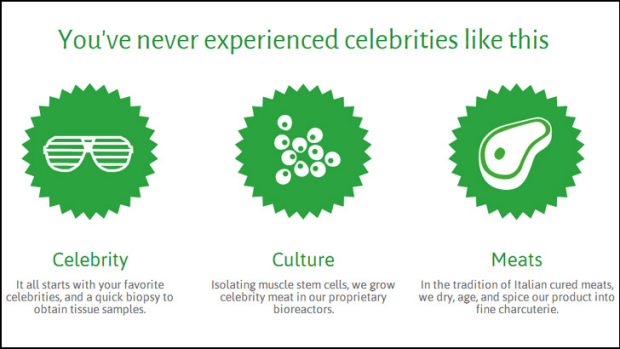 You've never experienced celebrities like this
Celebrity
It all starts with your favorite
celebrities, and a quick biopsy to
obtain tissue samples.
Culture
Isolating muscle stem cells, we grow
celebrity meat in our proprietary
bioreactors.
Meats
In the tradition of Italian cured meats,
we dry, age, and spice our product into
fine charcuterie.